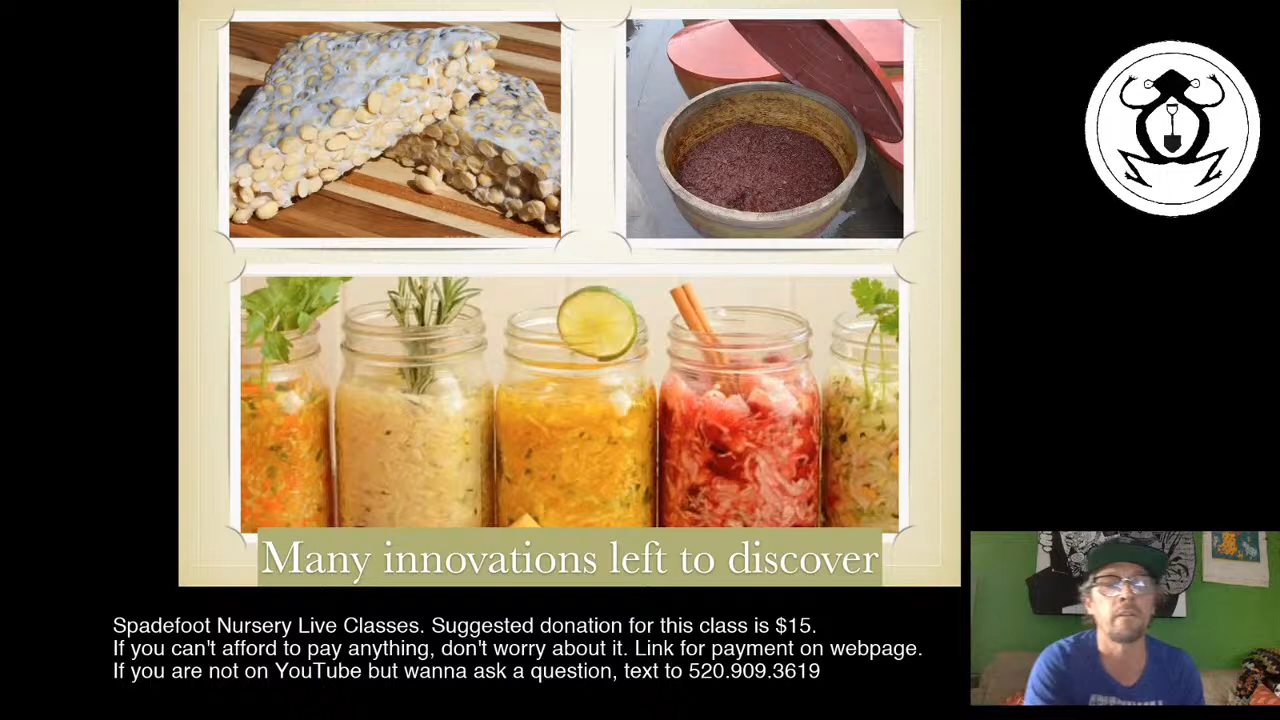 Many innovations left to discover
Spadefoot Nursery Live Classes. Suggested donation for this class is $15.
If you can't afford to pay anything, don't worry about it. Link for payment on webpage.
If you are not on YouTube but wanna ask a question, text to 520.909.3619